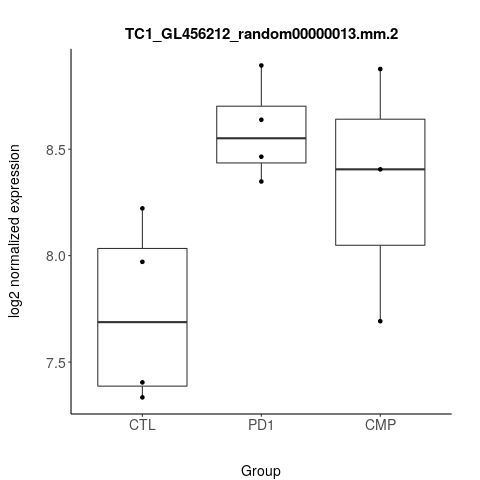 TC1_GL456212_random00000013.mm.2
log2 normalized expression
8.5
8.0
7.5
CTL PD1 CMP
Group